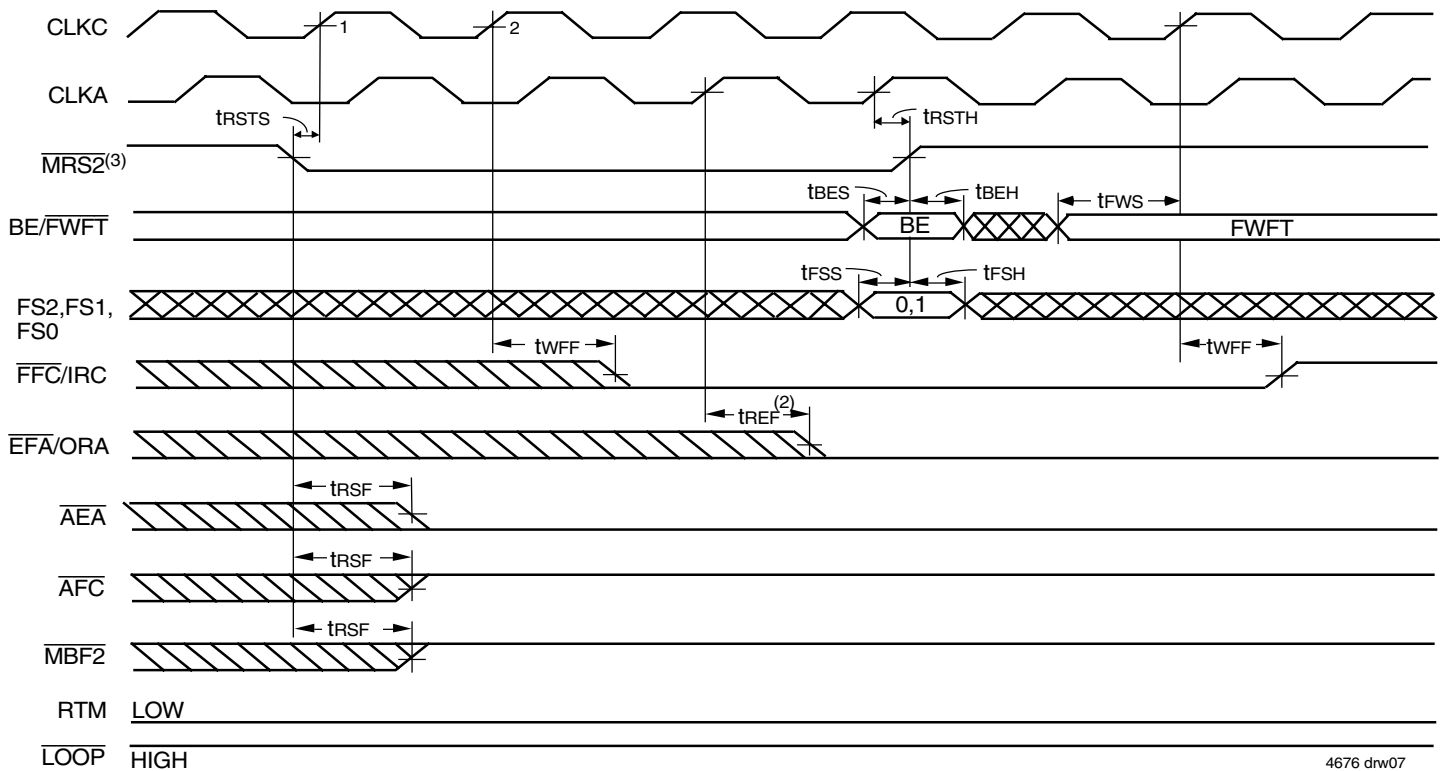 CLKC
1
2
CLKA
tRSTS
tRSTH
MRS2(3)
tBES
tBEH
tFWS
BE/FWFT
BE
FWFT
tFSS
tFSH
FS2,FS1,
FS0
0,1
tWFF
tWFF
FFC/IRC
tREF(2)
EFA/ORA
tRSF
AEA
tRSF
AFC
tRSF
MBF2
RTM LOW
LOOP HIGH
4676 drw07